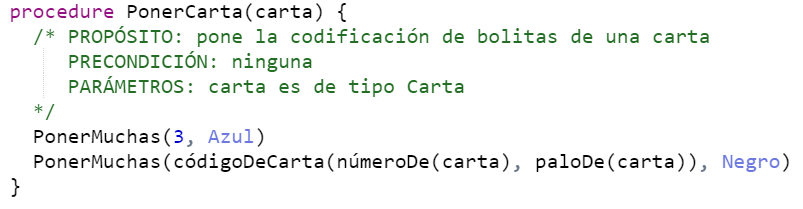 procedure PonerCarta(carta) {
/* PROPÓSITO: pone la codificación de bolitas de una carta
PRECONDICIÓN: ninguna
PARÁMETROS: carta es de tipo Carta
*/
PonerMuchas(3, Azul)
PonerMuchas(códigoDeCarta(númeroDe(carta), paloDe(carta)), Negro)
}